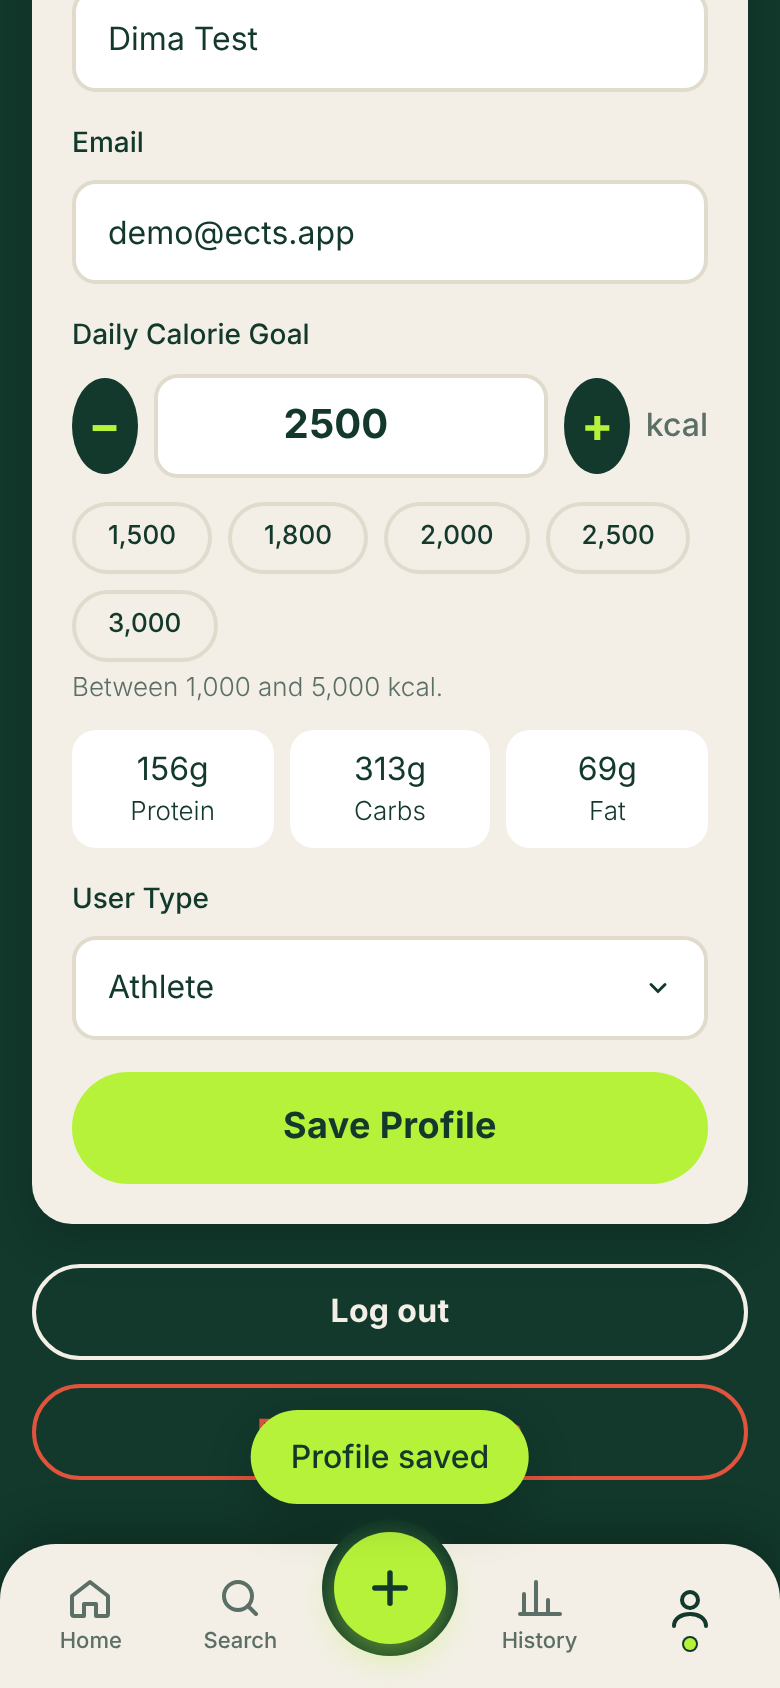 Dima Test
Email
demo@ects.app
Daily Calorie Goal
− 2500 + kcal
1,500 1,800 2,000 2,500
3,000
Between 1,000 and 5,000 kcal.
156g 313g 69g
Protein Carbs Fat
User Type
Athlete
Save Profile
Log out
Profile saved
+
Home Search History